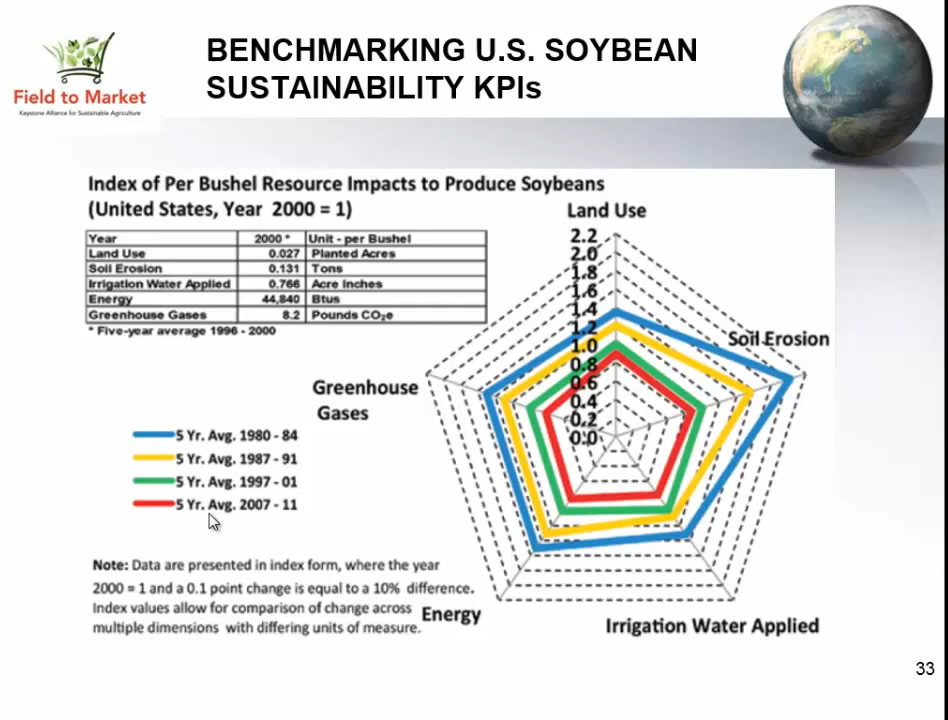 BENCHMARKING U.S. SOYBEAN
SUSTAINABILITY KPIs
Field to Market
Keystone Alliance for Sustainable Agriculture
Index of Per Bushel Resource Impacts to Produce Soybeans
(United States, Year 2000 = 1)
Year 2000 * Unit - per Bushel
Land Use 0.027 Planted Acres
Soil Erosion 0.131 Tons
Irrigation Water Applied 0.766 Acre Inches
Energy 44,840 Btus
Greenhouse Gases 8.2 Pounds CO₂e
* Five-year average 1996 - 2000
Land Use
2.2
2.0
1.8
1.6
1.4
1.2
1.0
0.8
0.6
0.4
0.2
0.0
Soil Erosion
Greenhouse
Gases
5 Yr. Avg. 1980 - 84
5 Yr. Avg. 1987 - 91
5 Yr. Avg. 1997 - 01
5 Yr. Avg. 2007 - 11
Note: Data are presented in index form, where the year
2000 = 1 and a 0.1 point change is equal to a 10% difference.
Index values allow for comparison of change across
multiple dimensions with differing units of measure.
Energy
Irrigation Water Applied
33